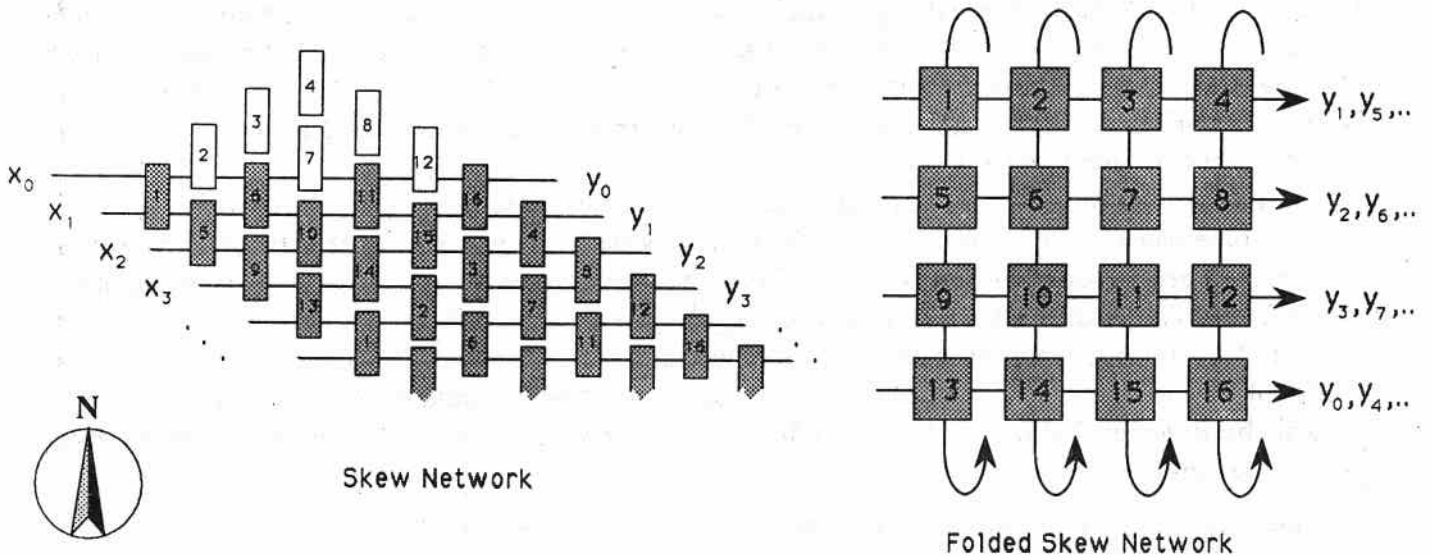 4
3 8
2 7 12
X₀ 1 6 11 16 y₀
X₁ 5 10 15 4 y₁
X₂ 9 14 3 8 y₂
X₃ 13 2 7 12 y₃
1 6 11 16
N
Skew Network
1 2 3 4 y₁,y₅,..
5 6 7 8 y₂,y₆,..
9 10 11 12 y₃,y₇,..
13 14 15 16 y₀,y₄,..
Folded Skew Network